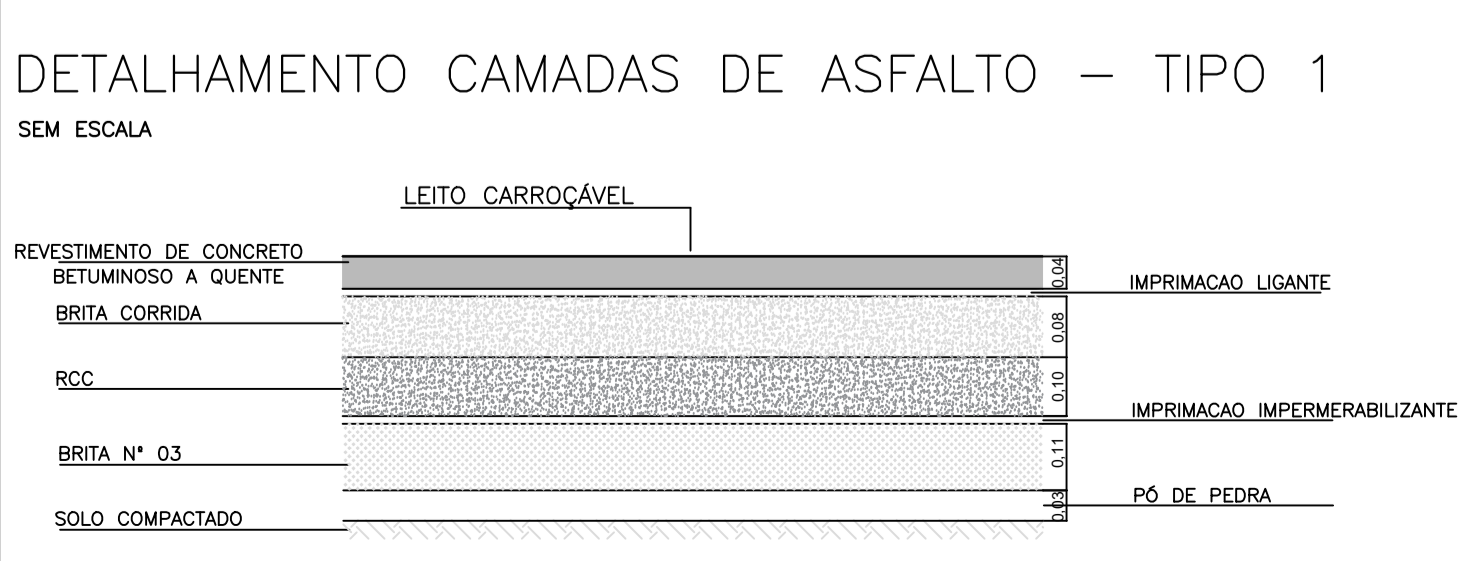 DETALHAMENTO CAMADAS DE ASFALTO – TIPO 1
SEM ESCALA
LEITO CARROÇÁVEL
REVESTIMENTO DE CONCRETO
BETUMINOSO A QUENTE
0,04
IMPRIMACAO LIGANTE
BRITA CORRIDA
0,08
RCC
0,10
IMPRIMACAO IMPERMERABILIZANTE
BRITA Nº 03
0,11
PÓ DE PEDRA
0,03
SOLO COMPACTADO